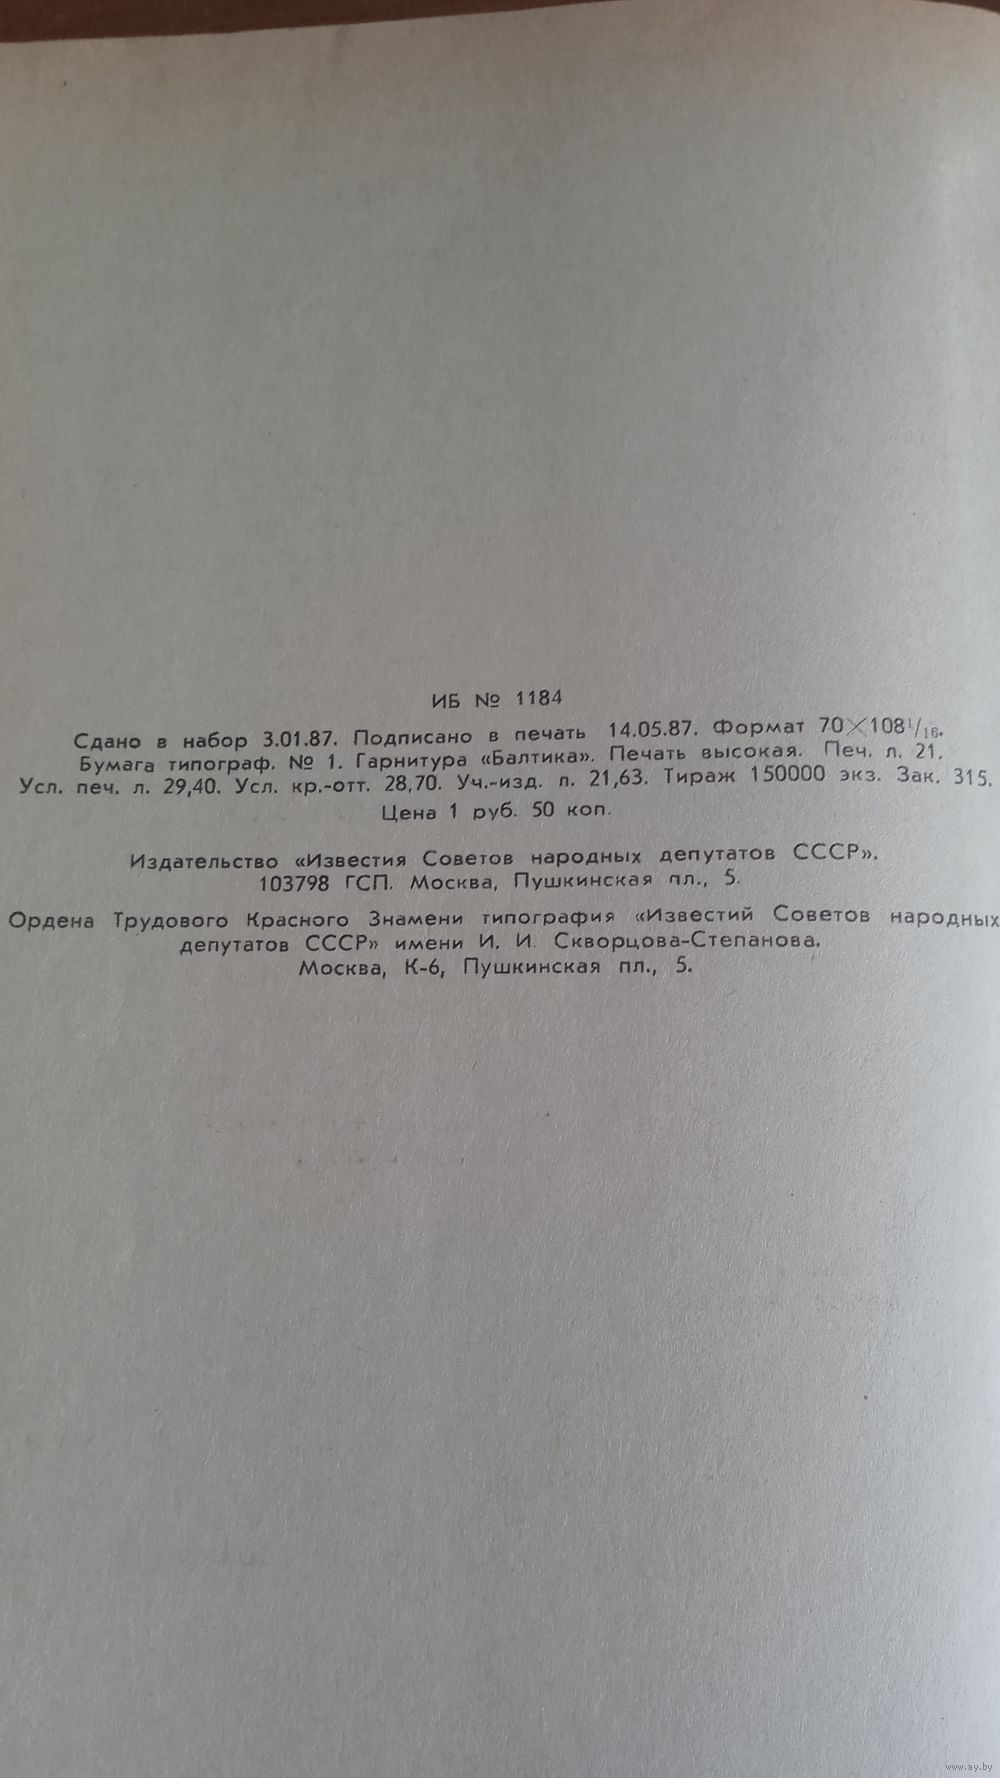 ИБ № 1184
Сдано в набор 3.01.87. Подписано в печать 14.05.87. Формат 70×108¹/₁₆.
Бумага типограф. № 1. Гарнитура «Балтика». Печать высокая. Печ. л. 21.
Усл. печ. л. 29,40. Усл. кр.-отт. 28,70. Уч.-изд. л. 21,63. Тираж 150000 экз. Зак. 315.
Цена 1 руб. 50 коп.
Издательство «Известия Советов народных депутатов СССР».
103798 ГСП. Москва, Пушкинская пл., 5.
Ордена Трудового Красного Знамени типография «Известий Советов народных
депутатов СССР» имени И. И. Скворцова-Степанова.
Москва, К-6, Пушкинская пл., 5.
www.ay.by